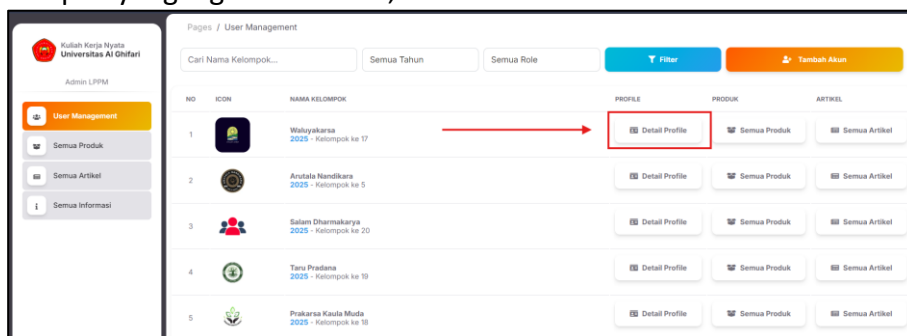 Pages / User Management
Kuliah Kerja Nyata
Universitas Al Ghifari
Admin LPPM
User Management
Semua Produk
Semua Artikel
Semua Informasi
Cari Nama Kelompok...
Semua Tahun
Semua Role
Filter
Tambah Akun
NO ICON NAMA KELOMPOK PROFILE PRODUK ARTIKEL
1 Waluyakarsa Detail Profile Semua Produk Semua Artikel
2025 - Kelompok ke 17
2 Arutala Nandikara Detail Profile Semua Produk Semua Artikel
2025 - Kelompok ke 5
3 Salam Dharmakarya Detail Profile Semua Produk Semua Artikel
2025 - Kelompok ke 20
4 Taru Pradana Detail Profile Semua Produk Semua Artikel
2025 - Kelompok ke 19
5 Prakarsa Kaula Muda Detail Profile Semua Produk Semua Artikel
2025 - Kelompok ke 18